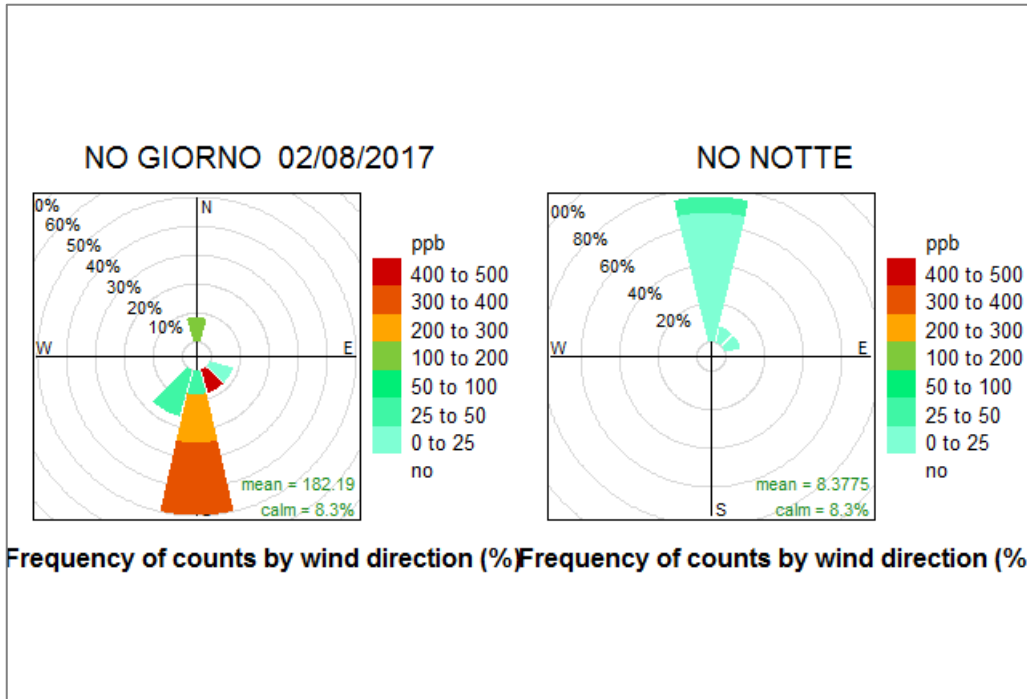 NO GIORNO 02/08/2017
0%
60%
50%
40%
30%
20%
10%
N
W
E
mean = 182.19
calm = 8.3%
ppb
400 to 500
300 to 400
200 to 300
100 to 200
50 to 100
25 to 50
0 to 25
no
Frequency of counts by wind direction (%)
NO NOTTE
00%
80%
60%
40%
20%
W
E
S
mean = 8.3775
calm = 8.3%
ppb
400 to 500
300 to 400
200 to 300
100 to 200
50 to 100
25 to 50
0 to 25
no
Frequency of counts by wind direction (%